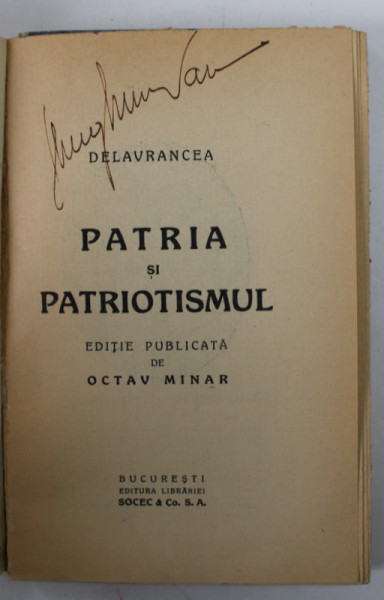 DELAVRANCEA
PATRIA
ȘI
PATRIOTISMUL
EDIȚIE PUBLICATĂ
DE
OCTAV MINAR
BUCUREȘTI
EDITURA LIBRĂRIEI
SOCEC & Co. S. A.